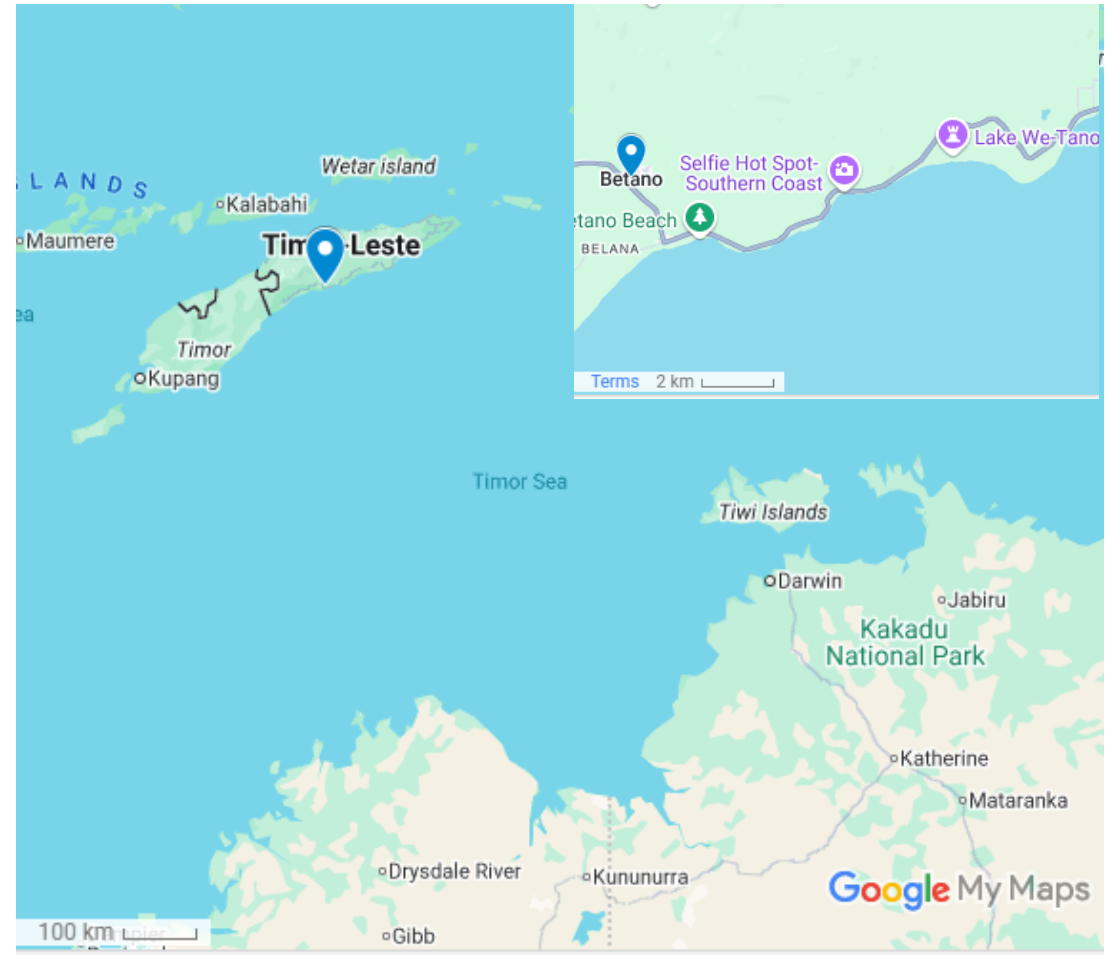 Wetar island
LANDS
Kalabahi
Maumere
Timor-Leste
ea
Timor
Kupang
Timor Sea
Tiwi Islands
Darwin
Jabiru
Kakadu
National Park
Katherine
Mataranka
Drysdale River
Kununurra
Gibb
100 km
Google My Maps
Lake We-Tano
Selfie Hot Spot-
Southern Coast
Betano
etano Beach
BELANA
Terms 2 km